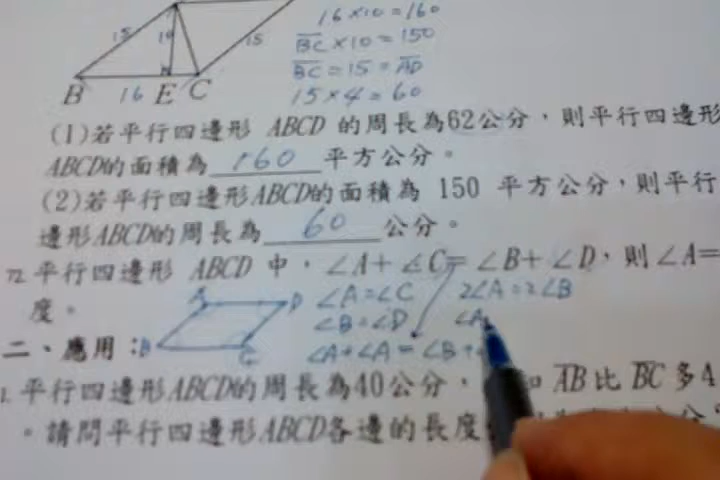 15 10 15
B 16 E C
16×10=160
BC×10=150
BC=15=AD
15×4=60
(1)若平行四邊形 ABCD 的周長為62公分,則平行四邊形
ABCD的面積為 160 平方公分。
(2)若平行四邊形ABCD的面積為 150 平方公分,則平行
邊形ABCD的周長為 60 公分。
72.平行四邊形 ABCD 中,∠A+∠C=∠B+∠D,則∠A=
度。
A D ∠A=∠C 2∠A=2∠B
∠B=∠D ∠A
二、應用:B C ∠A+∠A=∠B+
1.平行四邊形ABCD的周長為40公分, 如 AB比 BC多4
。請問平行四邊形ABCD各邊的長度